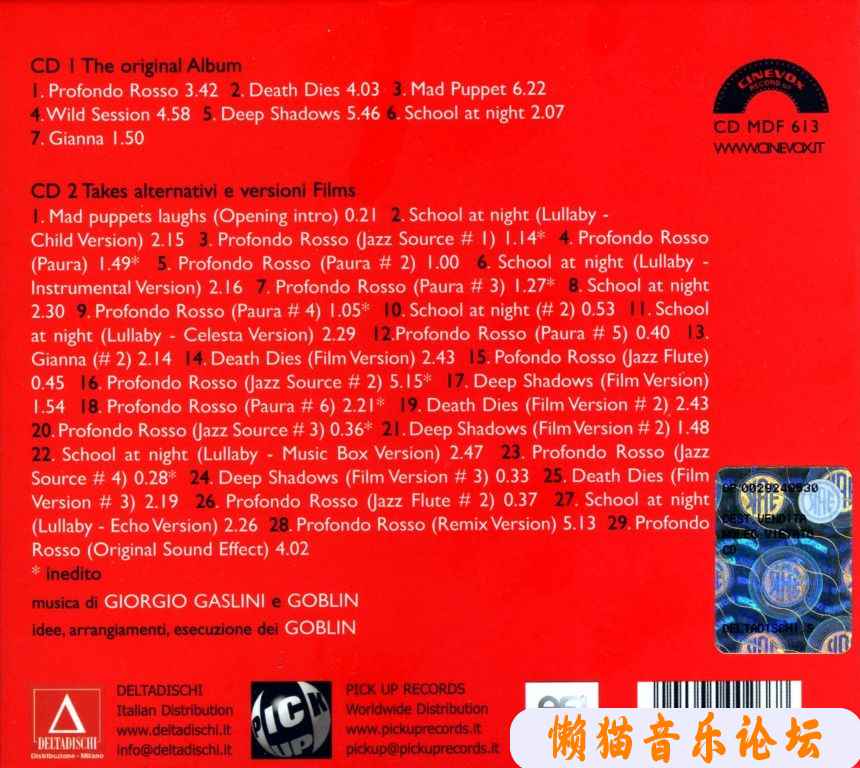 CD 1 The original Album
1. Profondo Rosso 3.42 2. Death Dies 4.03 3. Mad Puppet 6.22
4. Wild Session 4.58 5. Deep Shadows 5.46 6. School at night 2.07
7. Gianna 1.50
CINEVOX
RECORD
CD MDF 613
WWW.CINEVOX.IT
CD 2 Takes alternativi e versioni Films
1. Mad puppets laughs (Opening intro) 0.21 2. School at night (Lullaby -
Child Version) 2.15 3. Profondo Rosso (Jazz Source # 1) 1.14* 4. Profondo Rosso
(Paura) 1.49* 5. Profondo Rosso (Paura # 2) 1.00 6. School at night (Lullaby -
Instrumental Version) 2.16 7. Profondo Rosso (Paura # 3) 1.27* 8. School at night
2.30 9. Profondo Rosso (Paura # 4) 1.05* 10. School at night (# 2) 0.53 11. School
at night (Lullaby - Celesta Version) 2.29 12.Profondo Rosso (Paura # 5) 0.40 13.
Gianna (# 2) 2.14 14. Death Dies (Film Version) 2.43 15. Pofondo Rosso (Jazz Flute)
0.45 16. Profondo Rosso (Jazz Source # 2) 5.15* 17. Deep Shadows (Film Version)
1.54 18. Profondo Rosso (Paura # 6) 2.21* 19. Death Dies (Film Version # 2) 2.43
20. Profondo Rosso (Jazz Source # 3) 0.36* 21. Deep Shadows (Film Version # 2) 1.48
22. School at night (Lullaby - Music Box Version) 2.47 23. Profondo Rosso (Jazz
Source # 4) 0.28* 24. Deep Shadows (Film Version # 3) 0.33 25. Death Dies (Film
Version # 3) 2.19 26. Profondo Rosso (Jazz Flute # 2) 0.37 27. School at night
(Lullaby - Echo Version) 2.26 28. Profondo Rosso (Remix Version) 5.13 29. Profondo
Rosso (Original Sound Effect) 4.02
* inedito
musica di GIORGIO GASLINI e GOBLIN
idee, arrangiamenti, esecuzione dei GOBLIN
DEST.VENDITA
CD
DELTADISCHI S
DELTADISCHI
Distribuzione - Milano
DELTADISCHI
Italian Distribution
www.deltadischi.it
info@deltadischi.it
PICK
UP
PICK UP RECORDS
Worldwide Distribution
www.pickuprecords.it
pickup@pickuprecords.it
懒猫音乐论坛